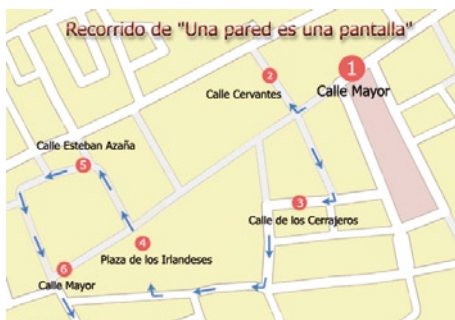 Recorrido de "Una pared es una pantalla"
1
Calle Mayor
2
Calle Cervantes
3
Calle de los Cerrajeros
4
Plaza de los Irlandeses
Calle Esteban Azaña
5
6
Calle Mayor